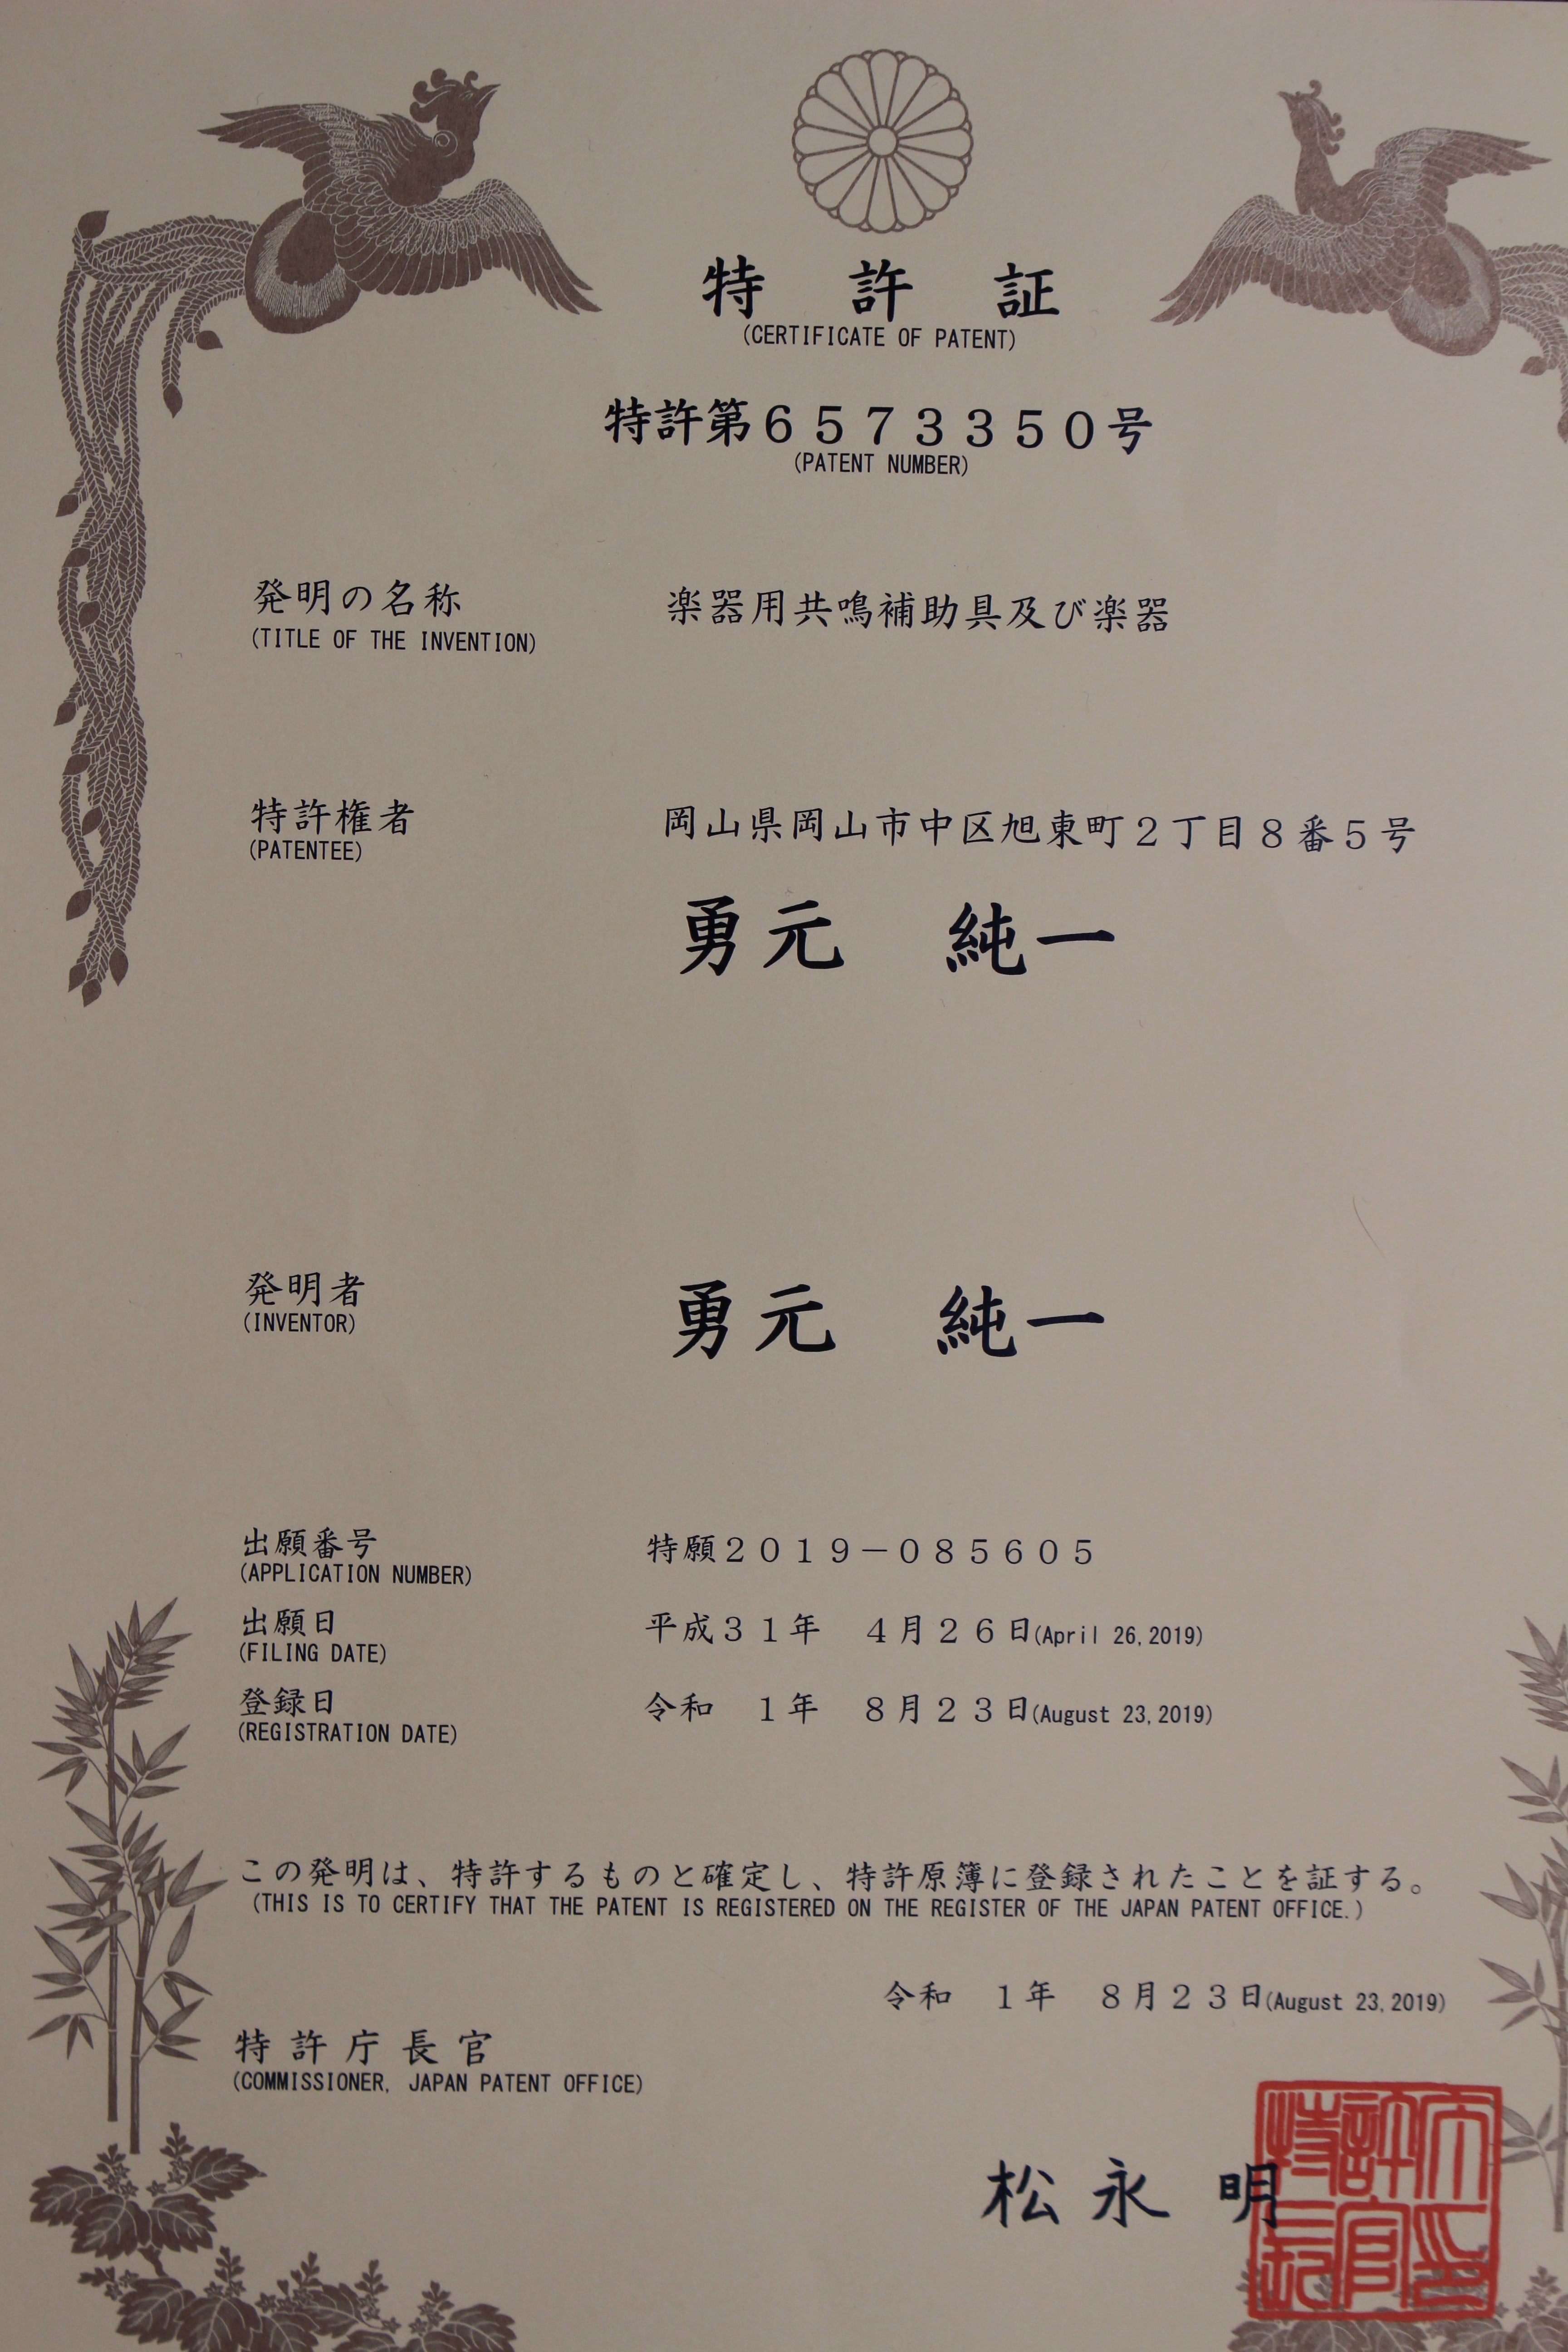 特許証
(CERTIFICATE OF PATENT)
特許第６５７３３５０号
(PATENT NUMBER)
発明の名称
(TITLE OF THE INVENTION)
楽器用共鳴補助具及び楽器
特許権者
(PATENTEE)
岡山県岡山市中区旭東町２丁目８番５号
勇元　純一
発明者
(INVENTOR)
勇元　純一
出願番号
(APPLICATION NUMBER)
特願２０１９－０８５６０５
出願日
(FILING DATE)
平成３１年　４月２６日(April 26,2019)
登録日
(REGISTRATION DATE)
令和　１年　８月２３日(August 23,2019)
この発明は、特許するものと確定し、特許原簿に登録されたことを証する。
(THIS IS TO CERTIFY THAT THE PATENT IS REGISTERED ON THE REGISTER OF THE JAPAN PATENT OFFICE.)
令和　１年　８月２３日(August 23,2019)
特許庁長官
(COMMISSIONER, JAPAN PATENT OFFICE)
松永　明